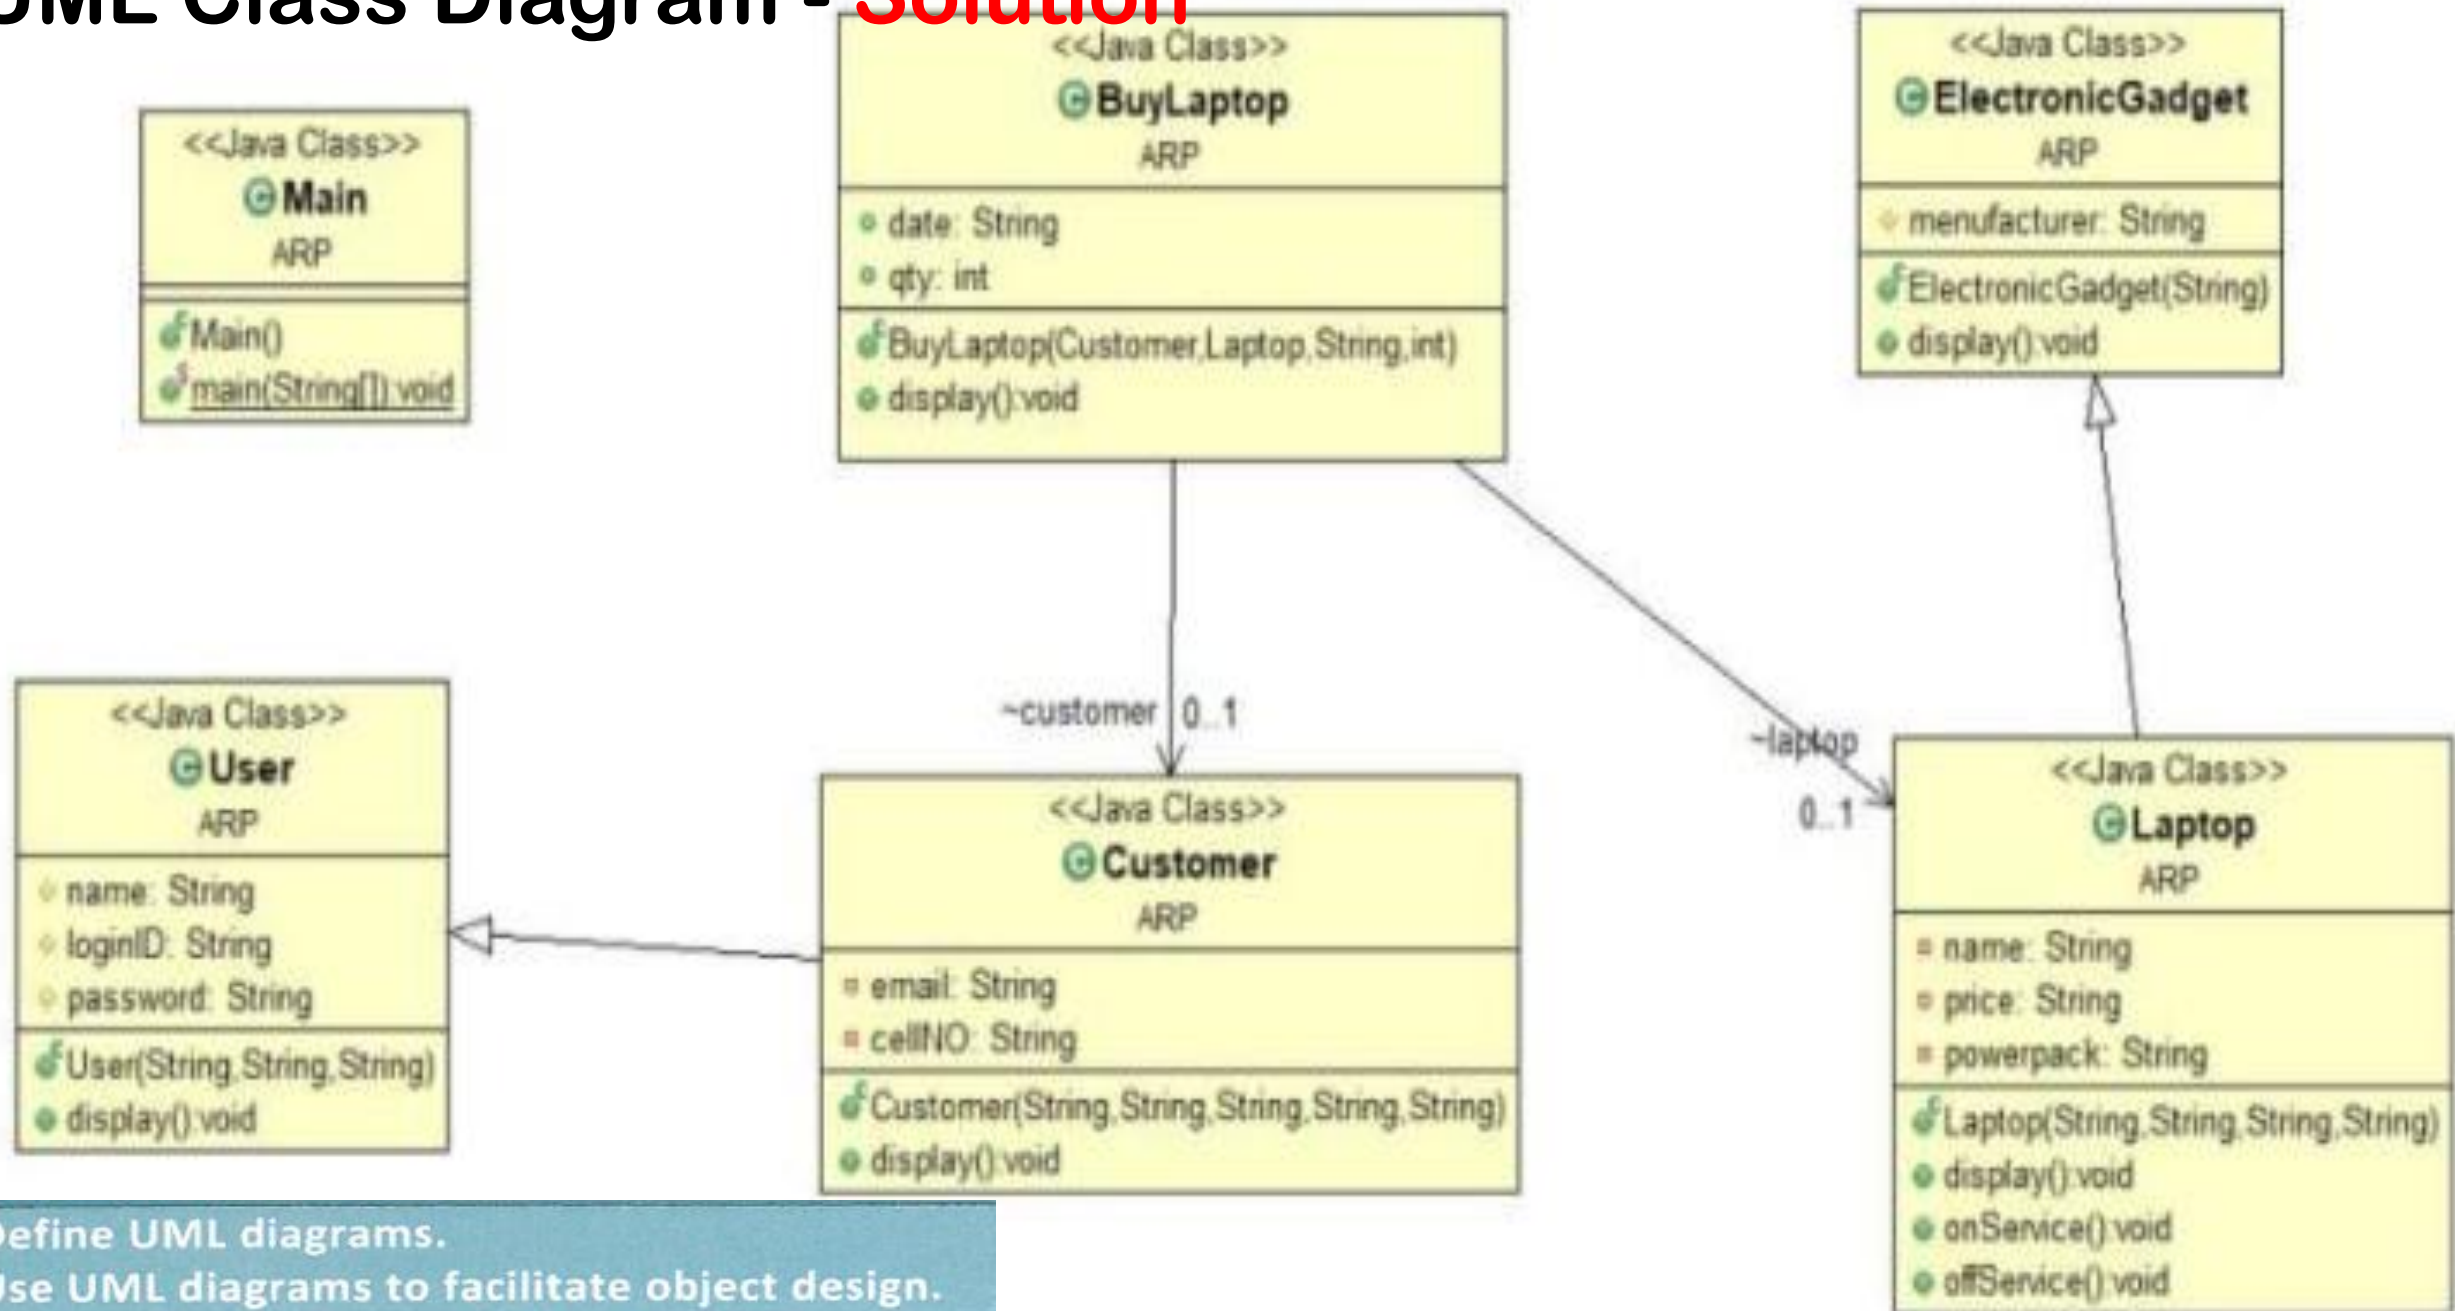 UML Class Diagram - Solution
<<Java Class>>
Main
ARP
Main()
main(String[]):void
<<Java Class>>
BuyLaptop
ARP
date: String
qty: int
BuyLaptop(Customer,Laptop,String,int)
display():void
<<Java Class>>
ElectronicGadget
ARP
menufacturer: String
ElectronicGadget(String)
display():void
~customer 0..1
~laptop
0..1
<<Java Class>>
User
ARP
name: String
loginID: String
password: String
User(String,String,String)
display():void
<<Java Class>>
Customer
ARP
email: String
cellNO: String
Customer(String,String,String,String,String)
display():void
<<Java Class>>
Laptop
ARP
name: String
price: String
powerpack: String
Laptop(String,String,String,String)
display():void
onService():void
offService():void
Define UML diagrams.
Use UML diagrams to facilitate object design.